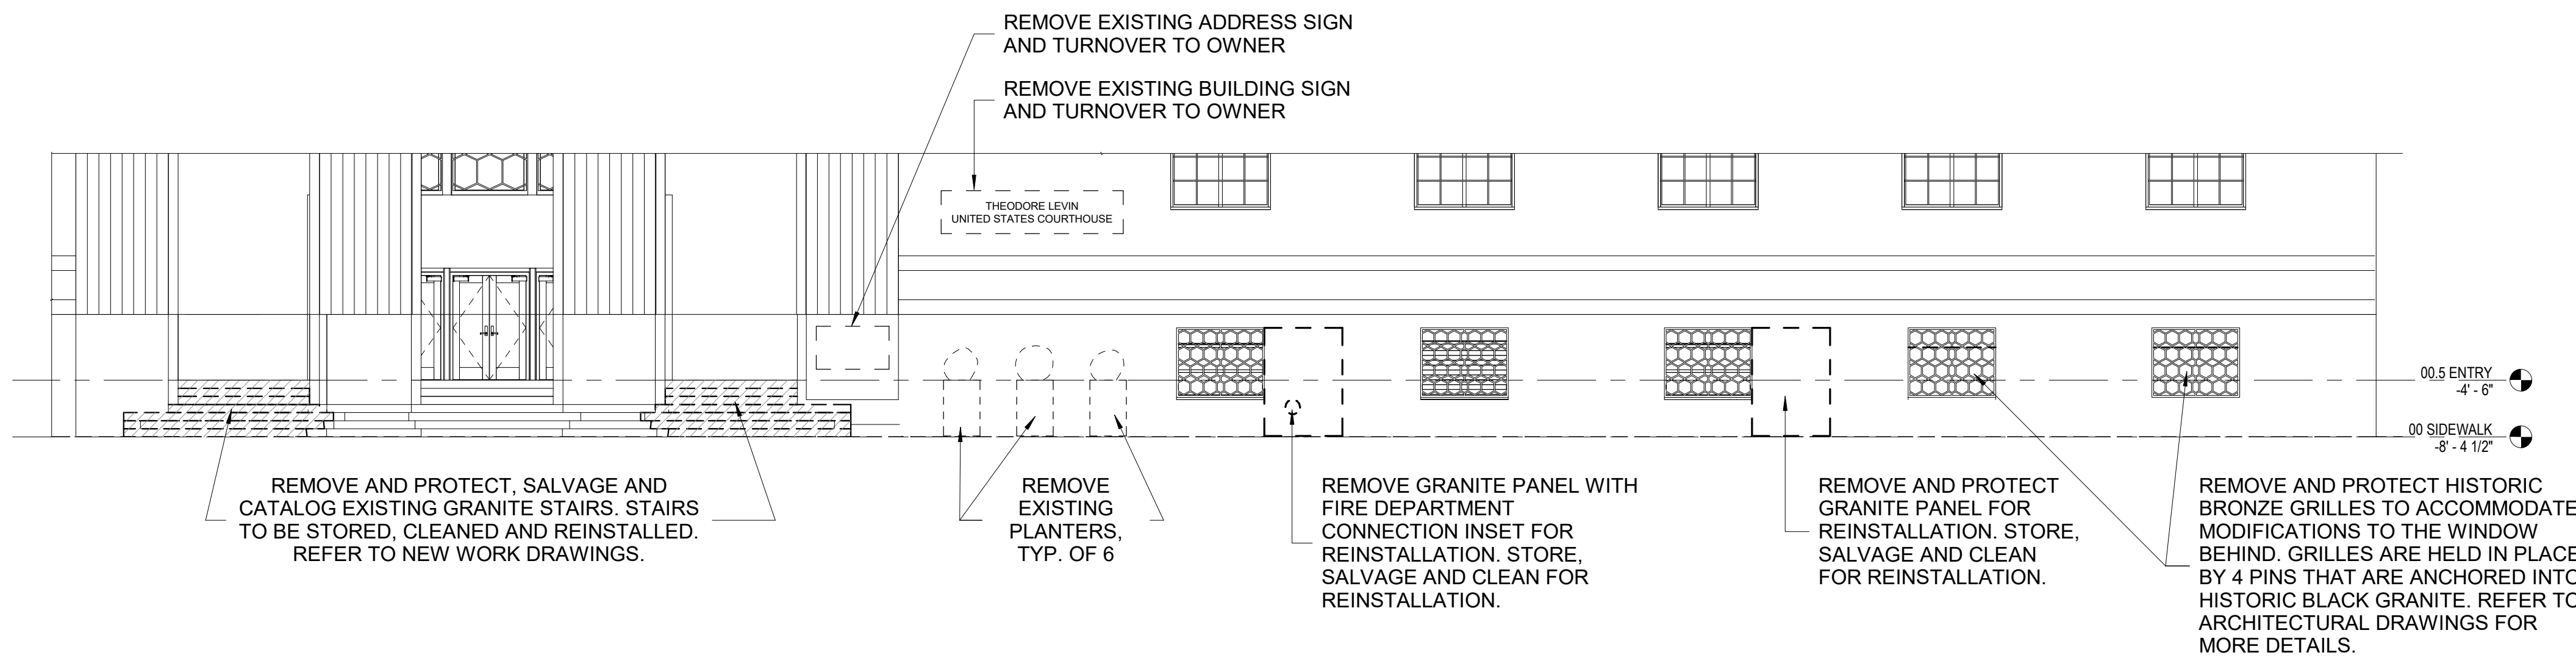 REMOVE EXISTING ADDRESS SIGN
AND TURNOVER TO OWNER
REMOVE EXISTING BUILDING SIGN
AND TURNOVER TO OWNER
THEODORE LEVIN
UNITED STATES COURTHOUSE
00.5 ENTRY
-4' - 6"
00 SIDEWALK
-8' - 4 1/2"
REMOVE AND PROTECT, SALVAGE AND
CATALOG EXISTING GRANITE STAIRS. STAIRS
TO BE STORED, CLEANED AND REINSTALLED.
REFER TO NEW WORK DRAWINGS.
REMOVE
EXISTING
PLANTERS,
TYP. OF 6
REMOVE GRANITE PANEL WITH
FIRE DEPARTMENT
CONNECTION INSET FOR
REINSTALLATION. STORE,
SALVAGE AND CLEAN FOR
REINSTALLATION.
REMOVE AND PROTECT
GRANITE PANEL FOR
REINSTALLATION. STORE,
SALVAGE AND CLEAN
FOR REINSTALLATION.
REMOVE AND PROTECT HISTORIC
BRONZE GRILLES TO ACCOMMODATE
MODIFICATIONS TO THE WINDOW
BEHIND. GRILLES ARE HELD IN PLACE
BY 4 PINS THAT ARE ANCHORED INTO
HISTORIC BLACK GRANITE. REFER TO
ARCHITECTURAL DRAWINGS FOR
MORE DETAILS.